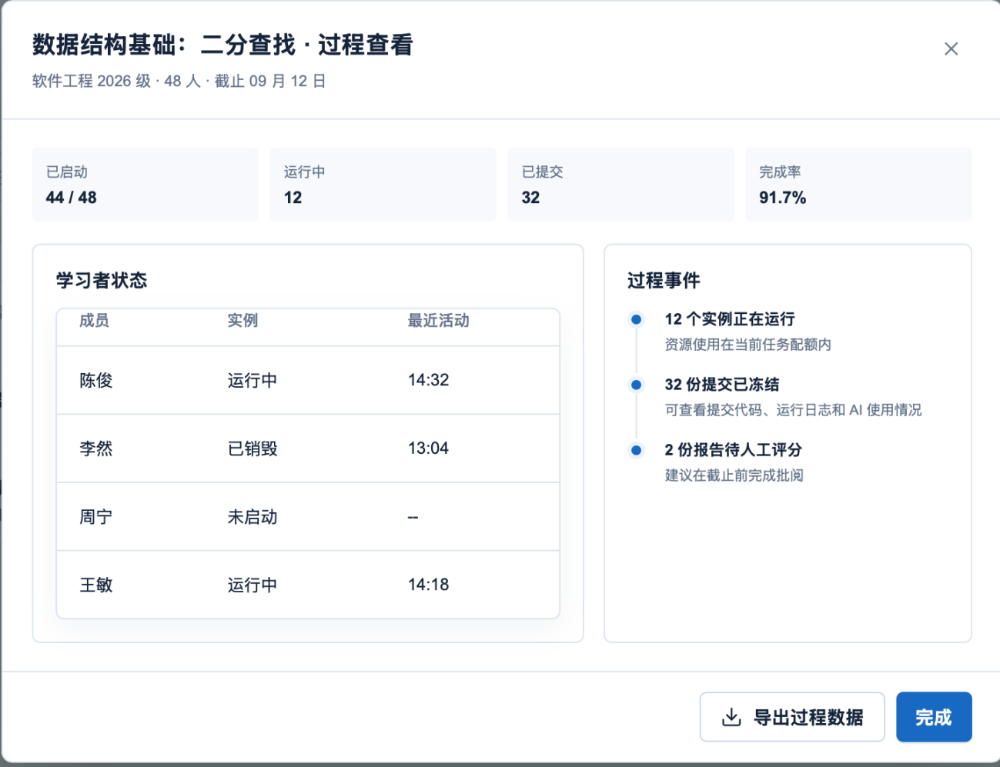 数据结构基础：二分查找 · 过程查看
软件工程 2026 级 · 48 人 · 截止 09 月 12 日
已启动
44 / 48
运行中
12
已提交
32
完成率
91.7%
学习者状态
成员 实例 最近活动
陈俊 运行中 14:32
李然 已销毁 13:04
周宁 未启动 --
王敏 运行中 14:18
过程事件
12 个实例正在运行
资源使用在当前任务配额内
32 份提交已冻结
可查看提交代码、运行日志和 AI 使用情况
2 份报告待人工评分
建议在截止前完成批阅
导出过程数据
完成